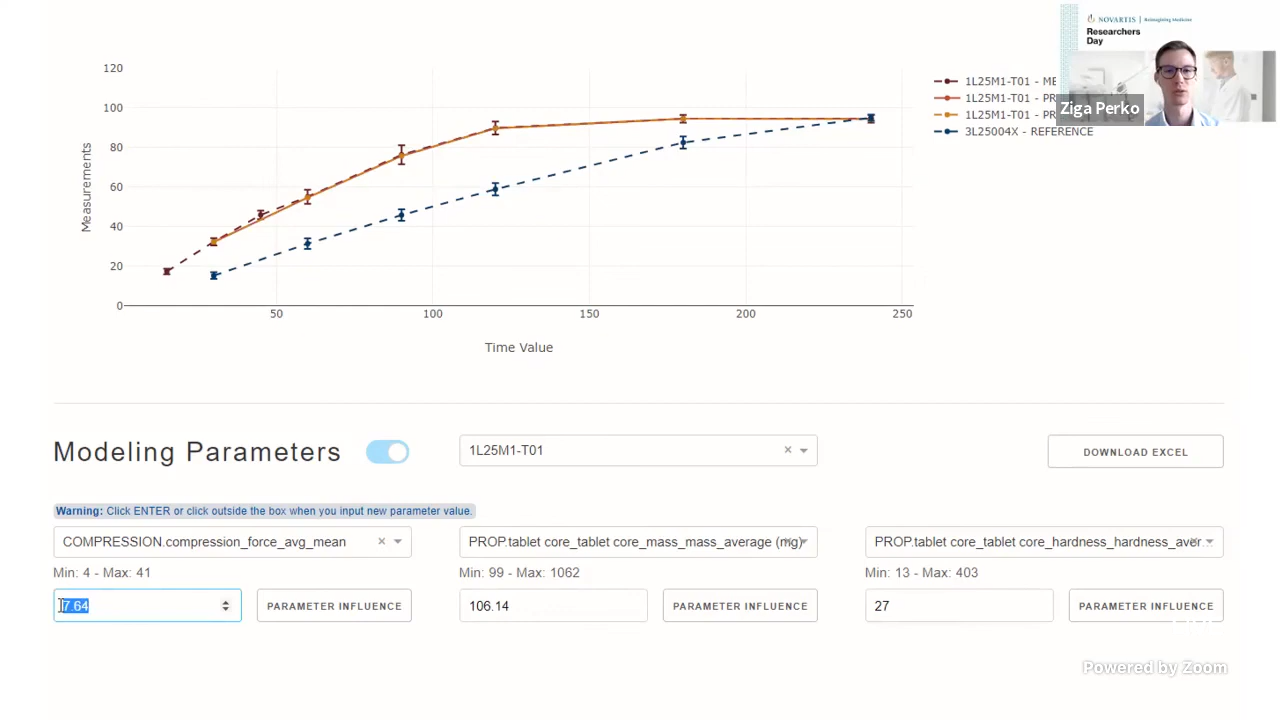 NOVARTIS | Reimagining Medicine
Researchers
Day
Ziga Perko
120
100
80
60
40
20
0
Measurements
50
100
150
200
250
Time Value
1L25M1-T01 - ME
1L25M1-T01 - PR
1L25M1-T01 - PR
3L25004X - REFERENCE
Modeling Parameters
1L25M1-T01
DOWNLOAD EXCEL
Warning: Click ENTER or click outside the box when you input new parameter value.
COMPRESSION.compression_force_avg_mean
PROP.tablet core_tablet core_mass_mass_average (mg)
PROP.tablet core_tablet core_hardness_hardness_aver...
Min: 4 - Max: 41
Min: 99 - Max: 1062
Min: 13 - Max: 403
7.64
PARAMETER INFLUENCE
106.14
PARAMETER INFLUENCE
27
PARAMETER INFLUENCE
Powered by Zoom